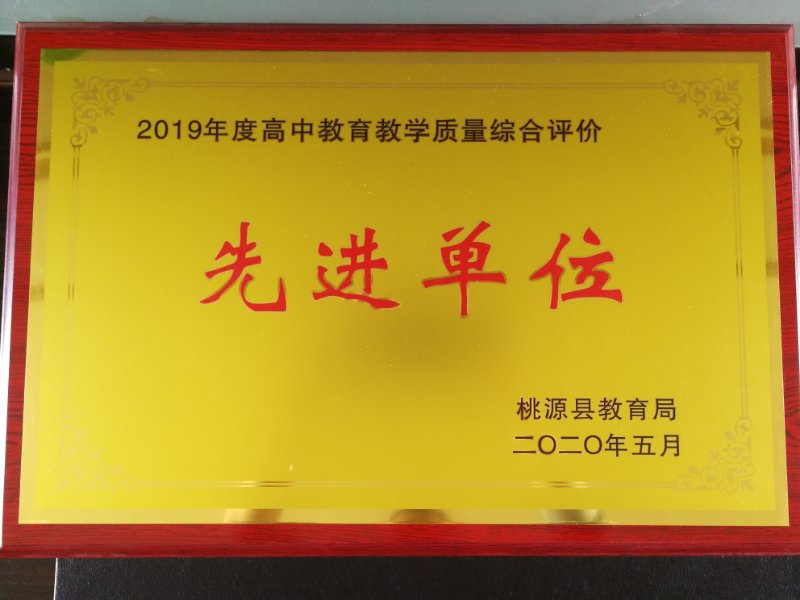 2019年度高中教育教学质量综合评价
先进单位
桃源县教育局
二〇二〇年五月